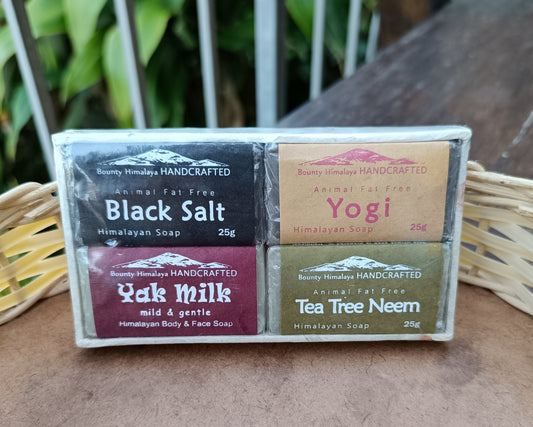 Bounty Himalaya HANDCRAFTED
Animal Fat Free
Black Salt
Himalayan Soap 25g
Bounty Himalaya HANDCRAFTED
Animal Fat Free
Yogi
Himalayan Soap 25g
Bounty Himalaya HANDCRAFTED
Yak Milk
mild & gentle
Himalayan Body & Face Soap
Bounty Himalaya HANDCRAFTED
Animal Fat Free
Tea Tree Neem
Himalayan Soap 25g